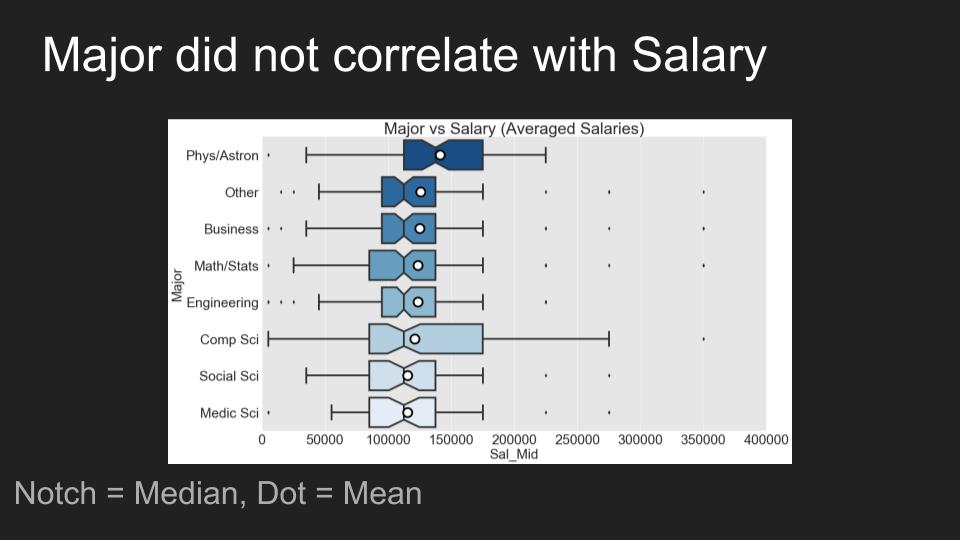 Major did not correlate with Salary
Major vs Salary (Averaged Salaries)
Phys/Astron
Other
Business
Math/Stats
Engineering
Comp Sci
Social Sci
Medic Sci
Major
0 50000 100000 150000 200000 250000 300000 350000 400000
Sal_Mid
Notch = Median, Dot = Mean